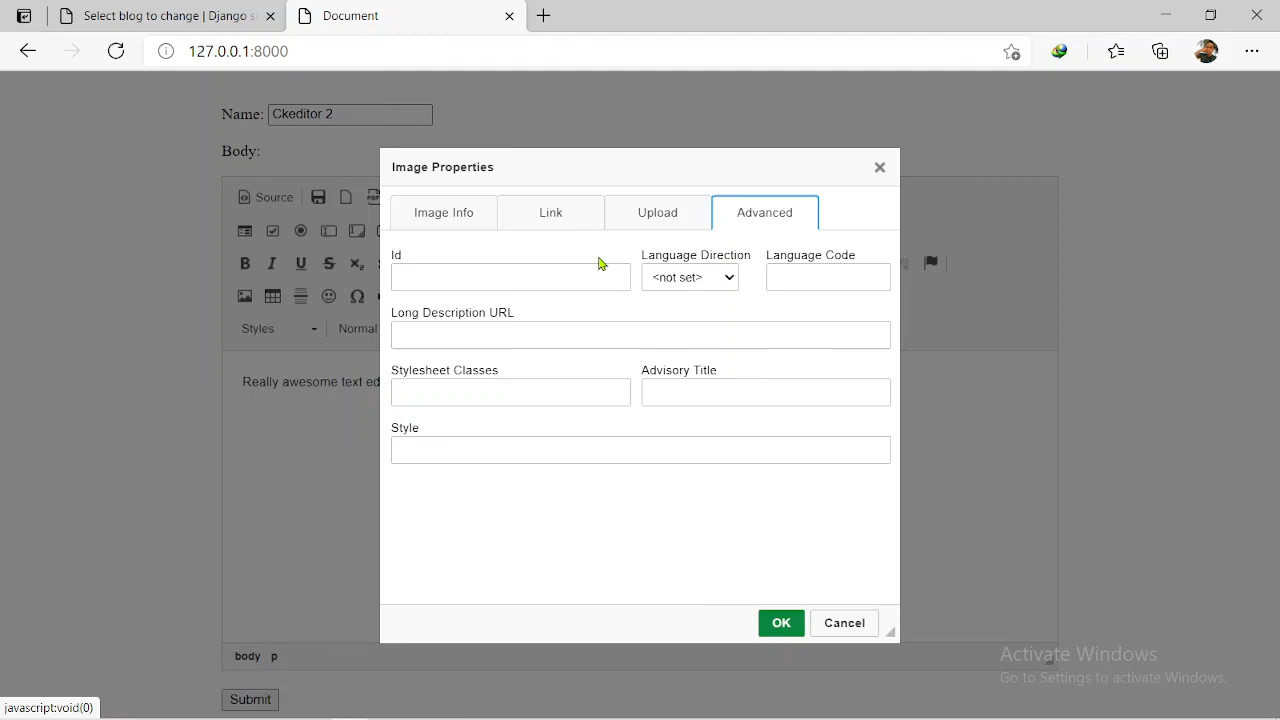 Select blog to change | Django s
Document
127.0.0.1:8000
Name: Ckeditor 2
Body:
Image Properties
Source
Image Info
Link
Upload
Advanced
Id
Language Direction
Language Code
<not set>
Long Description URL
Styles
Normal
Stylesheet Classes
Advisory Title
Really awesome text ed
Style
OK
Cancel
body p
Activate Windows
Go to Settings to activate Windows.
Submit
javascript:void(0)